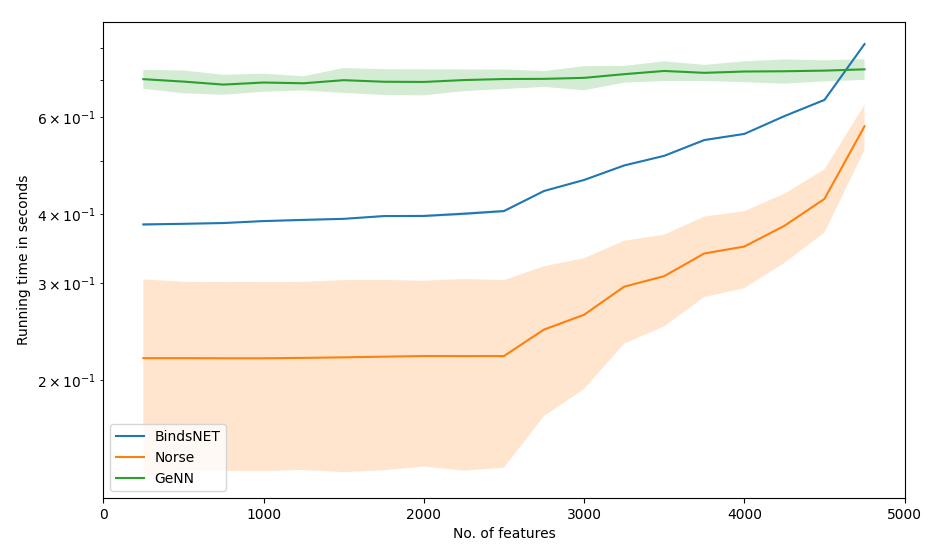 Running time in seconds
6 × 10⁻¹
4 × 10⁻¹
3 × 10⁻¹
2 × 10⁻¹
BindsNET
Norse
GeNN
0 1000 2000 3000 4000 5000
No. of features